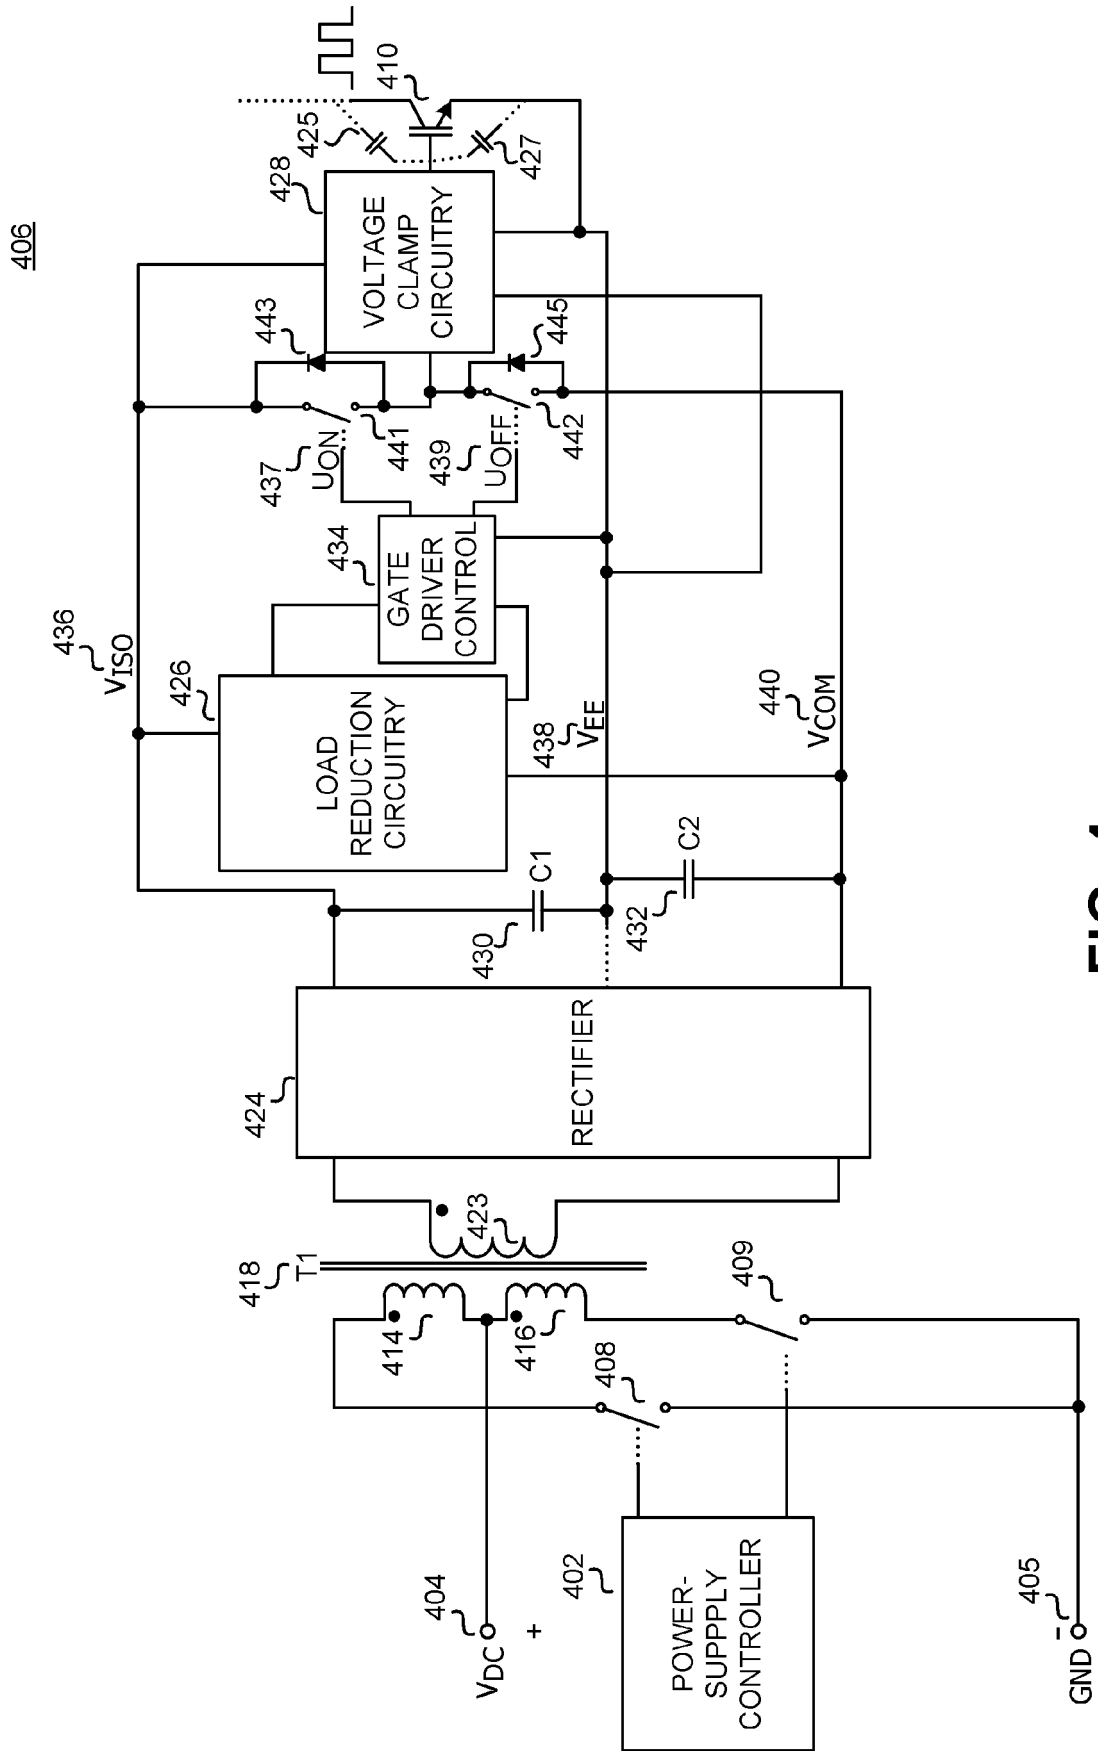 406
436
VISO
426
LOAD
REDUCTION
CIRCUITRY
434
GATE
DRIVER
CONTROL
437
UON
441
443
439
UOFF
442
445
428
VOLTAGE
CLAMP
CIRCUITRY
425
410
427
438
VEE
440
VCOM
430
C1
432
C2
424
RECTIFIER
418
T1
423
414
416
408
409
404
VDC
+
402
POWER-
SUPPPLY
CONTROLLER
405
GND
–